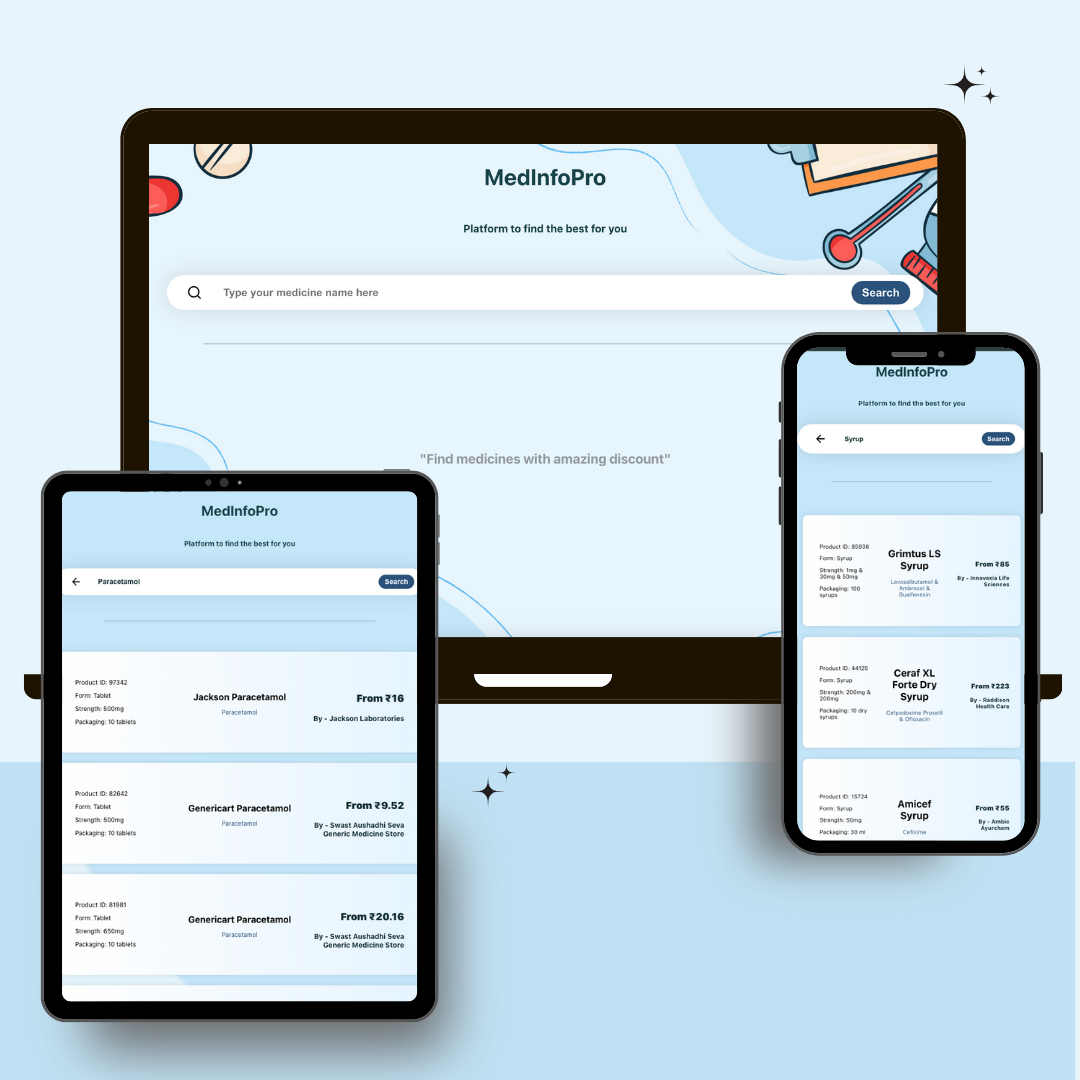 MedInfoPro
Platform to find the best for you
Type your medicine name here
Search
"Find medicines with amazing discount"
MedInfoPro
Platform to find the best for you
Paracetamol
Search
Product ID: 97342
Form: Tablet
Strength: 500mg
Packaging: 10 tablets
Jackson Paracetamol
Paracetamol
From ₹16
By - Jackson Laboratories
Product ID: 82642
Form: Tablet
Strength: 500mg
Packaging: 10 tablets
Genericart Paracetamol
Paracetamol
From ₹9.52
By - Swast Aushadhi Seva
Generic Medicine Store
Product ID: 81981
Form: Tablet
Strength: 650mg
Packaging: 10 tablets
Genericart Paracetamol
Paracetamol
From ₹20.16
By - Swast Aushadhi Seva
Generic Medicine Store
MedInfoPro
Platform to find the best for you
Syrup
Search
Product ID: 85936
Form: Syrup
Strength: 1mg &
30mg & 50mg
Packaging: 100
syrups
Grimtus LS
Syrup
Levosalbutamol &
Ambroxol &
Guaifenesin
From ₹85
By - Innovexia Life
Sciences
Product ID: 44125
Form: Syrup
Strength: 200mg &
200mg
Packaging: 10 dry
syrups
Ceraf XL
Forte Dry
Syrup
Cefpodoxime Proxetil
& Ofloxacin
From ₹223
By - Raddison
Health Care
Product ID: 15724
Form: Syrup
Strength: 50mg
Packaging: 30 ml
Amicef
Syrup
Cefixime
From ₹55
By - Ambic
Ayurchem